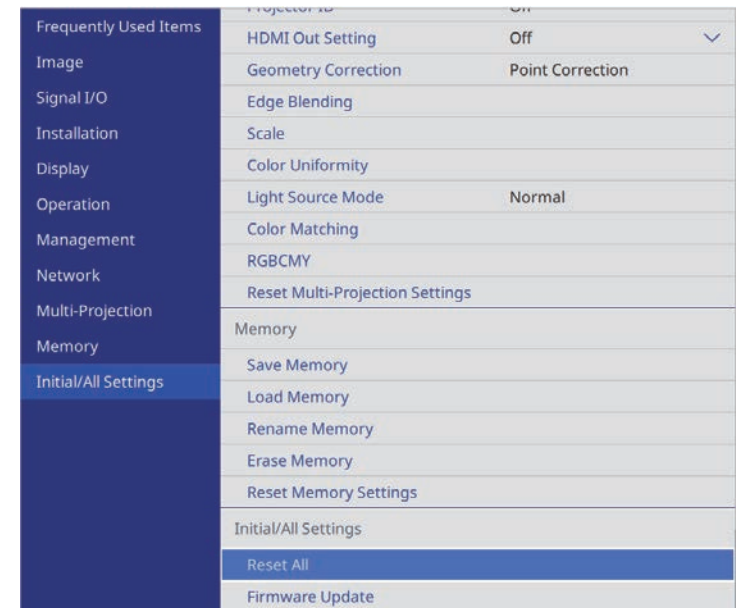 Frequently Used Items
Image
Signal I/O
Installation
Display
Operation
Management
Network
Multi-Projection
Memory
Initial/All Settings
Projector ID Off
HDMI Out Setting Off
Geometry Correction Point Correction
Edge Blending
Scale
Color Uniformity
Light Source Mode Normal
Color Matching
RGBCMY
Reset Multi-Projection Settings
Memory
Save Memory
Load Memory
Rename Memory
Erase Memory
Reset Memory Settings
Initial/All Settings
Reset All
Firmware Update